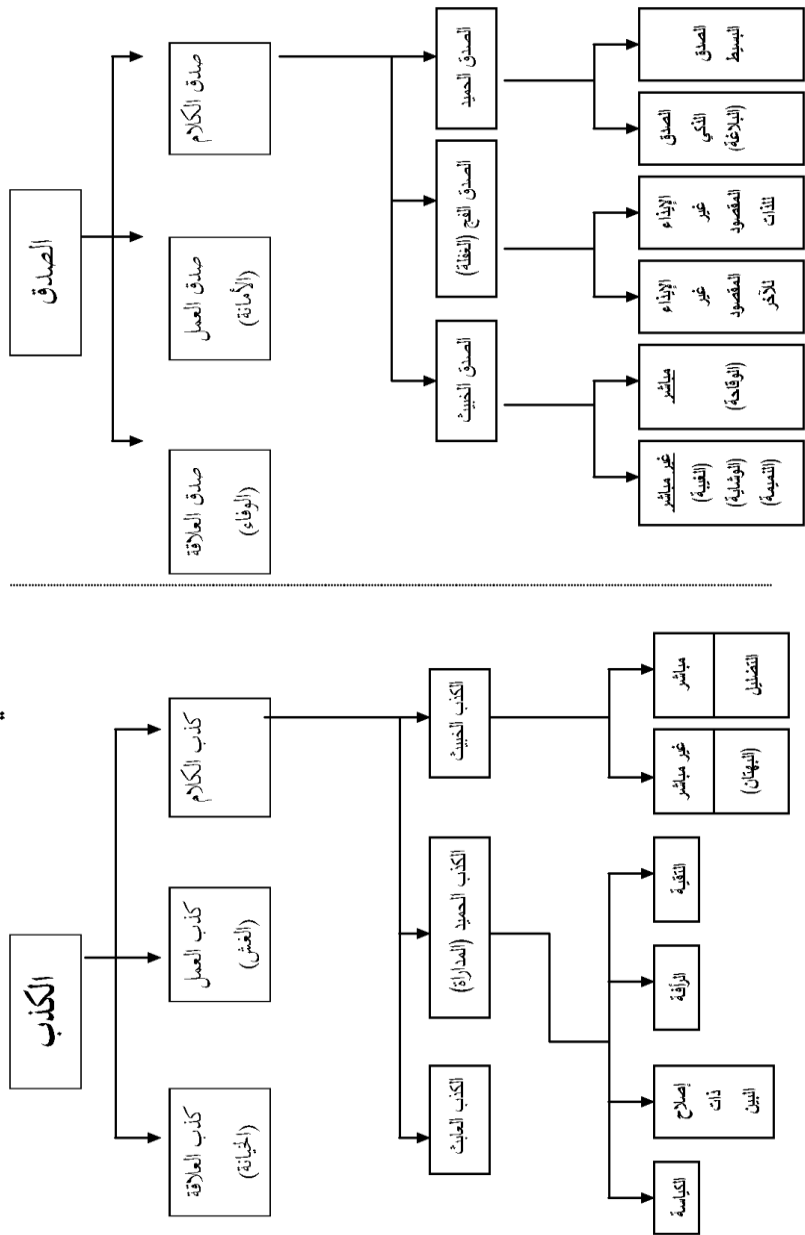 الصدق
صدق الكلام
صدق العمل
(الأمانة)
صدق العلاقة
(الوفاء)
الصدق الحميد
الصدق الفج (الغفلة)
الصدق الخبيث
الصدق
البسيط
الصدق
الذكي
(البلاغة)
الإيذاء
غير
المقصود
للذات
الإيذاء
غير
المقصود
للآخر
مباشر
(الوقاحة)
غير مباشر
(الغيبة)
(الوشاية)
(النميمة)
الكذب
كذب الكلام
كذب العمل
(الغش)
كذب العلاقة
(الخيانة)
الكذب الخبيث
الكذب الحميد (المداراة)
الكذب العابث
مباشر
التضليل
غير مباشر
(البهتان)
التقية
الرأفة
إصلاح
ذات
البين
الكياسة